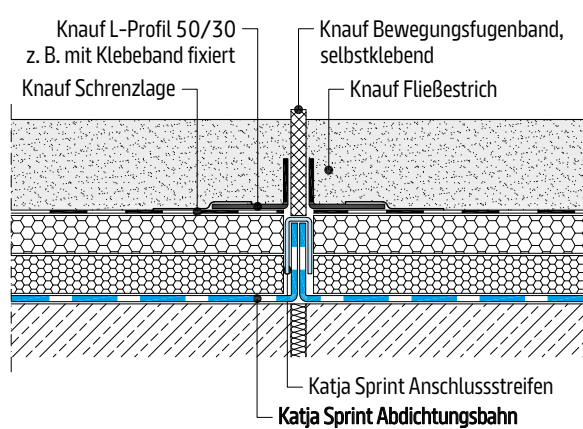 Knauf L-Profil 50/30
z. B. mit Klebeband fixiert
Knauf Schrenzlage
Knauf Bewegungsfugenband,
selbstklebend
Knauf Fließestrich
Katja Sprint Anschlussstreifen
Katja Sprint Abdichtungsbahn